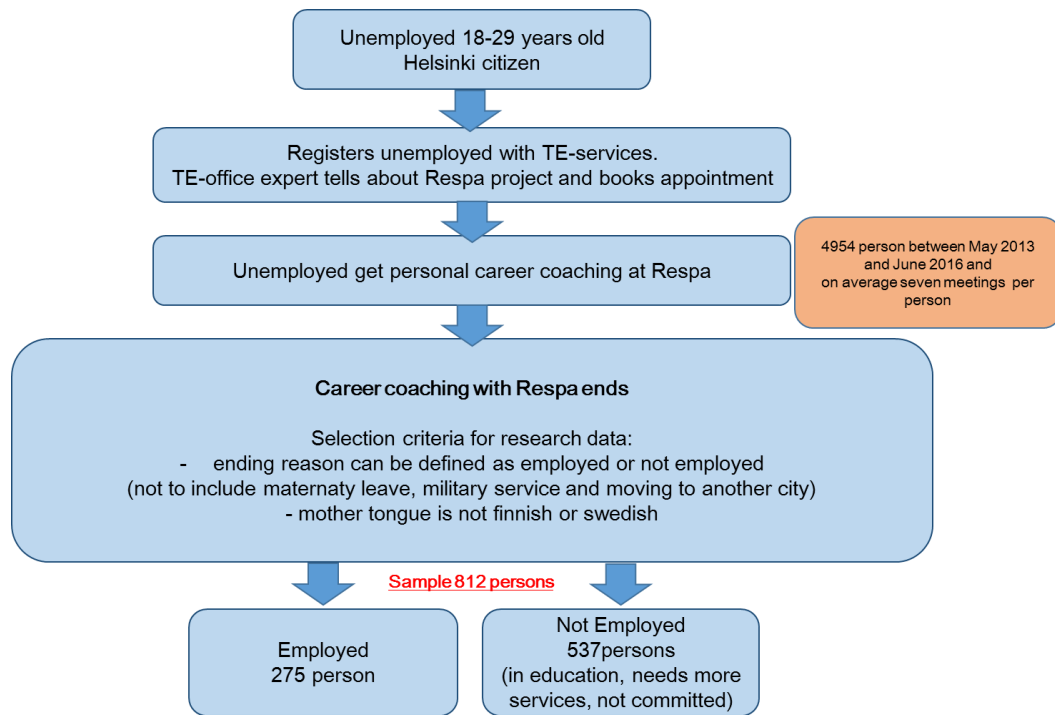 Unemployed 18-29 years old
Helsinki citizen
Registers unemployed with TE-services.
TE-office expert tells about Respa project and books appointment
Unemployed get personal career coaching at Respa
4954 person between May 2013
and June 2016 and
on average seven meetings per
person
Career coaching with Respa ends
Selection criteria for research data:
- ending reason can be defined as employed or not employed
(not to include maternaty leave, military service and moving to another city)
- mother tongue is not finnish or swedish
Sample 812 persons
Employed
275 person
Not Employed
537persons
(in education, needs more
services, not committed)